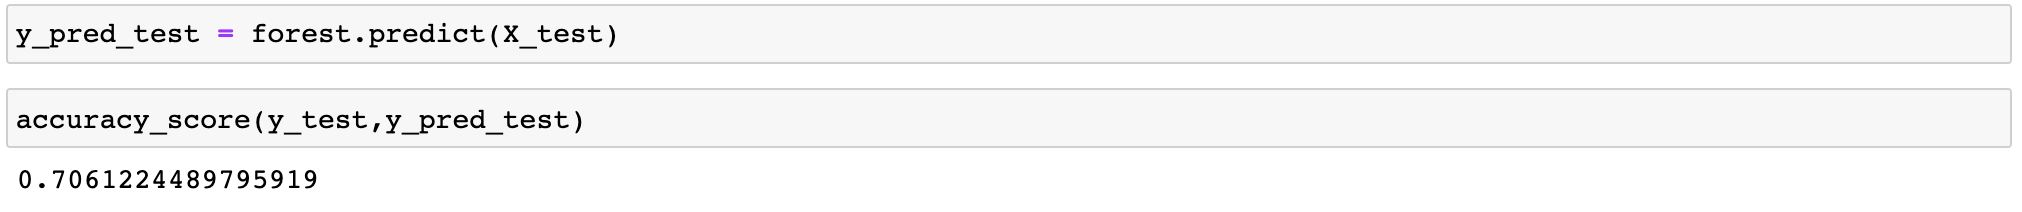 y_pred_test = forest.predict(X_test)
accuracy_score(y_test,y_pred_test)
0.7061224489795919